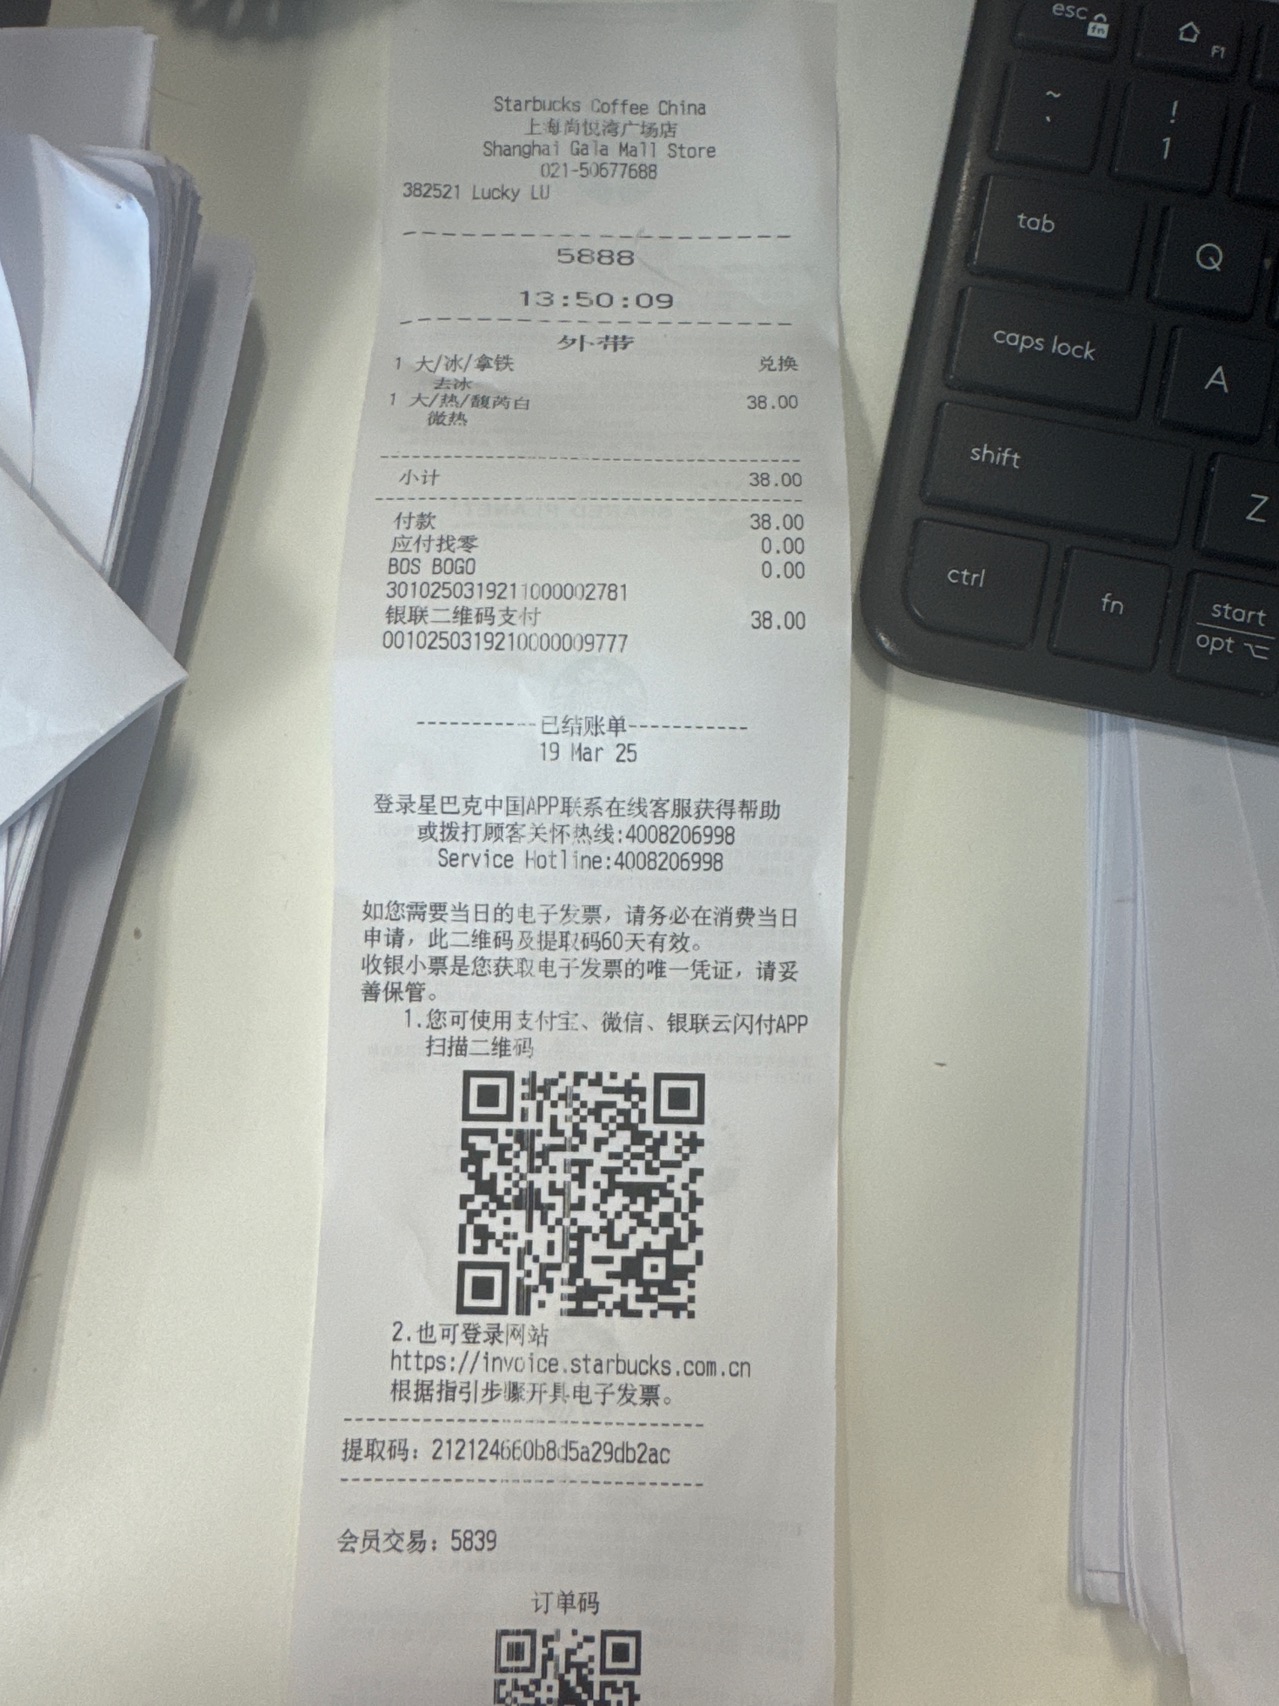 Starbucks Coffee China
上海尚悦湾广场店
Shanghai Gala Mall Store
021-50677688
382521 Lucky LU
5888
13:50:09
外带
1 大/冰/拿铁 兑换
去冰
1 大/热/馥芮白 38.00
微热
小计 38.00
付款 38.00
应付找零 0.00
BOS BOGO 0.00
3010250319211000002781
银联二维码支付 38.00
0010250319210000009777
-----------已结账单-----------
19 Mar 25
登录星巴克中国APP联系在线客服获得帮助
或拨打顾客关怀热线:4008206998
Service Hotline:4008206998
如您需要当日的电子发票，请务必在消费当日
申请，此二维码及提取码60天有效。
收银小票是您获取电子发票的唯一凭证，请妥
善保管。
1.您可使用支付宝、微信、银联云闪付APP
扫描二维码
2.也可登录网站
https://invoice.starbucks.com.cn
根据指引步骤开具电子发票。
提取码：212124660b8d5a29db2ac
会员交易：5839
订单码
esc
fn
F1
~
`
!
1
tab
Q
caps lock
A
shift
Z
ctrl
fn
start
opt